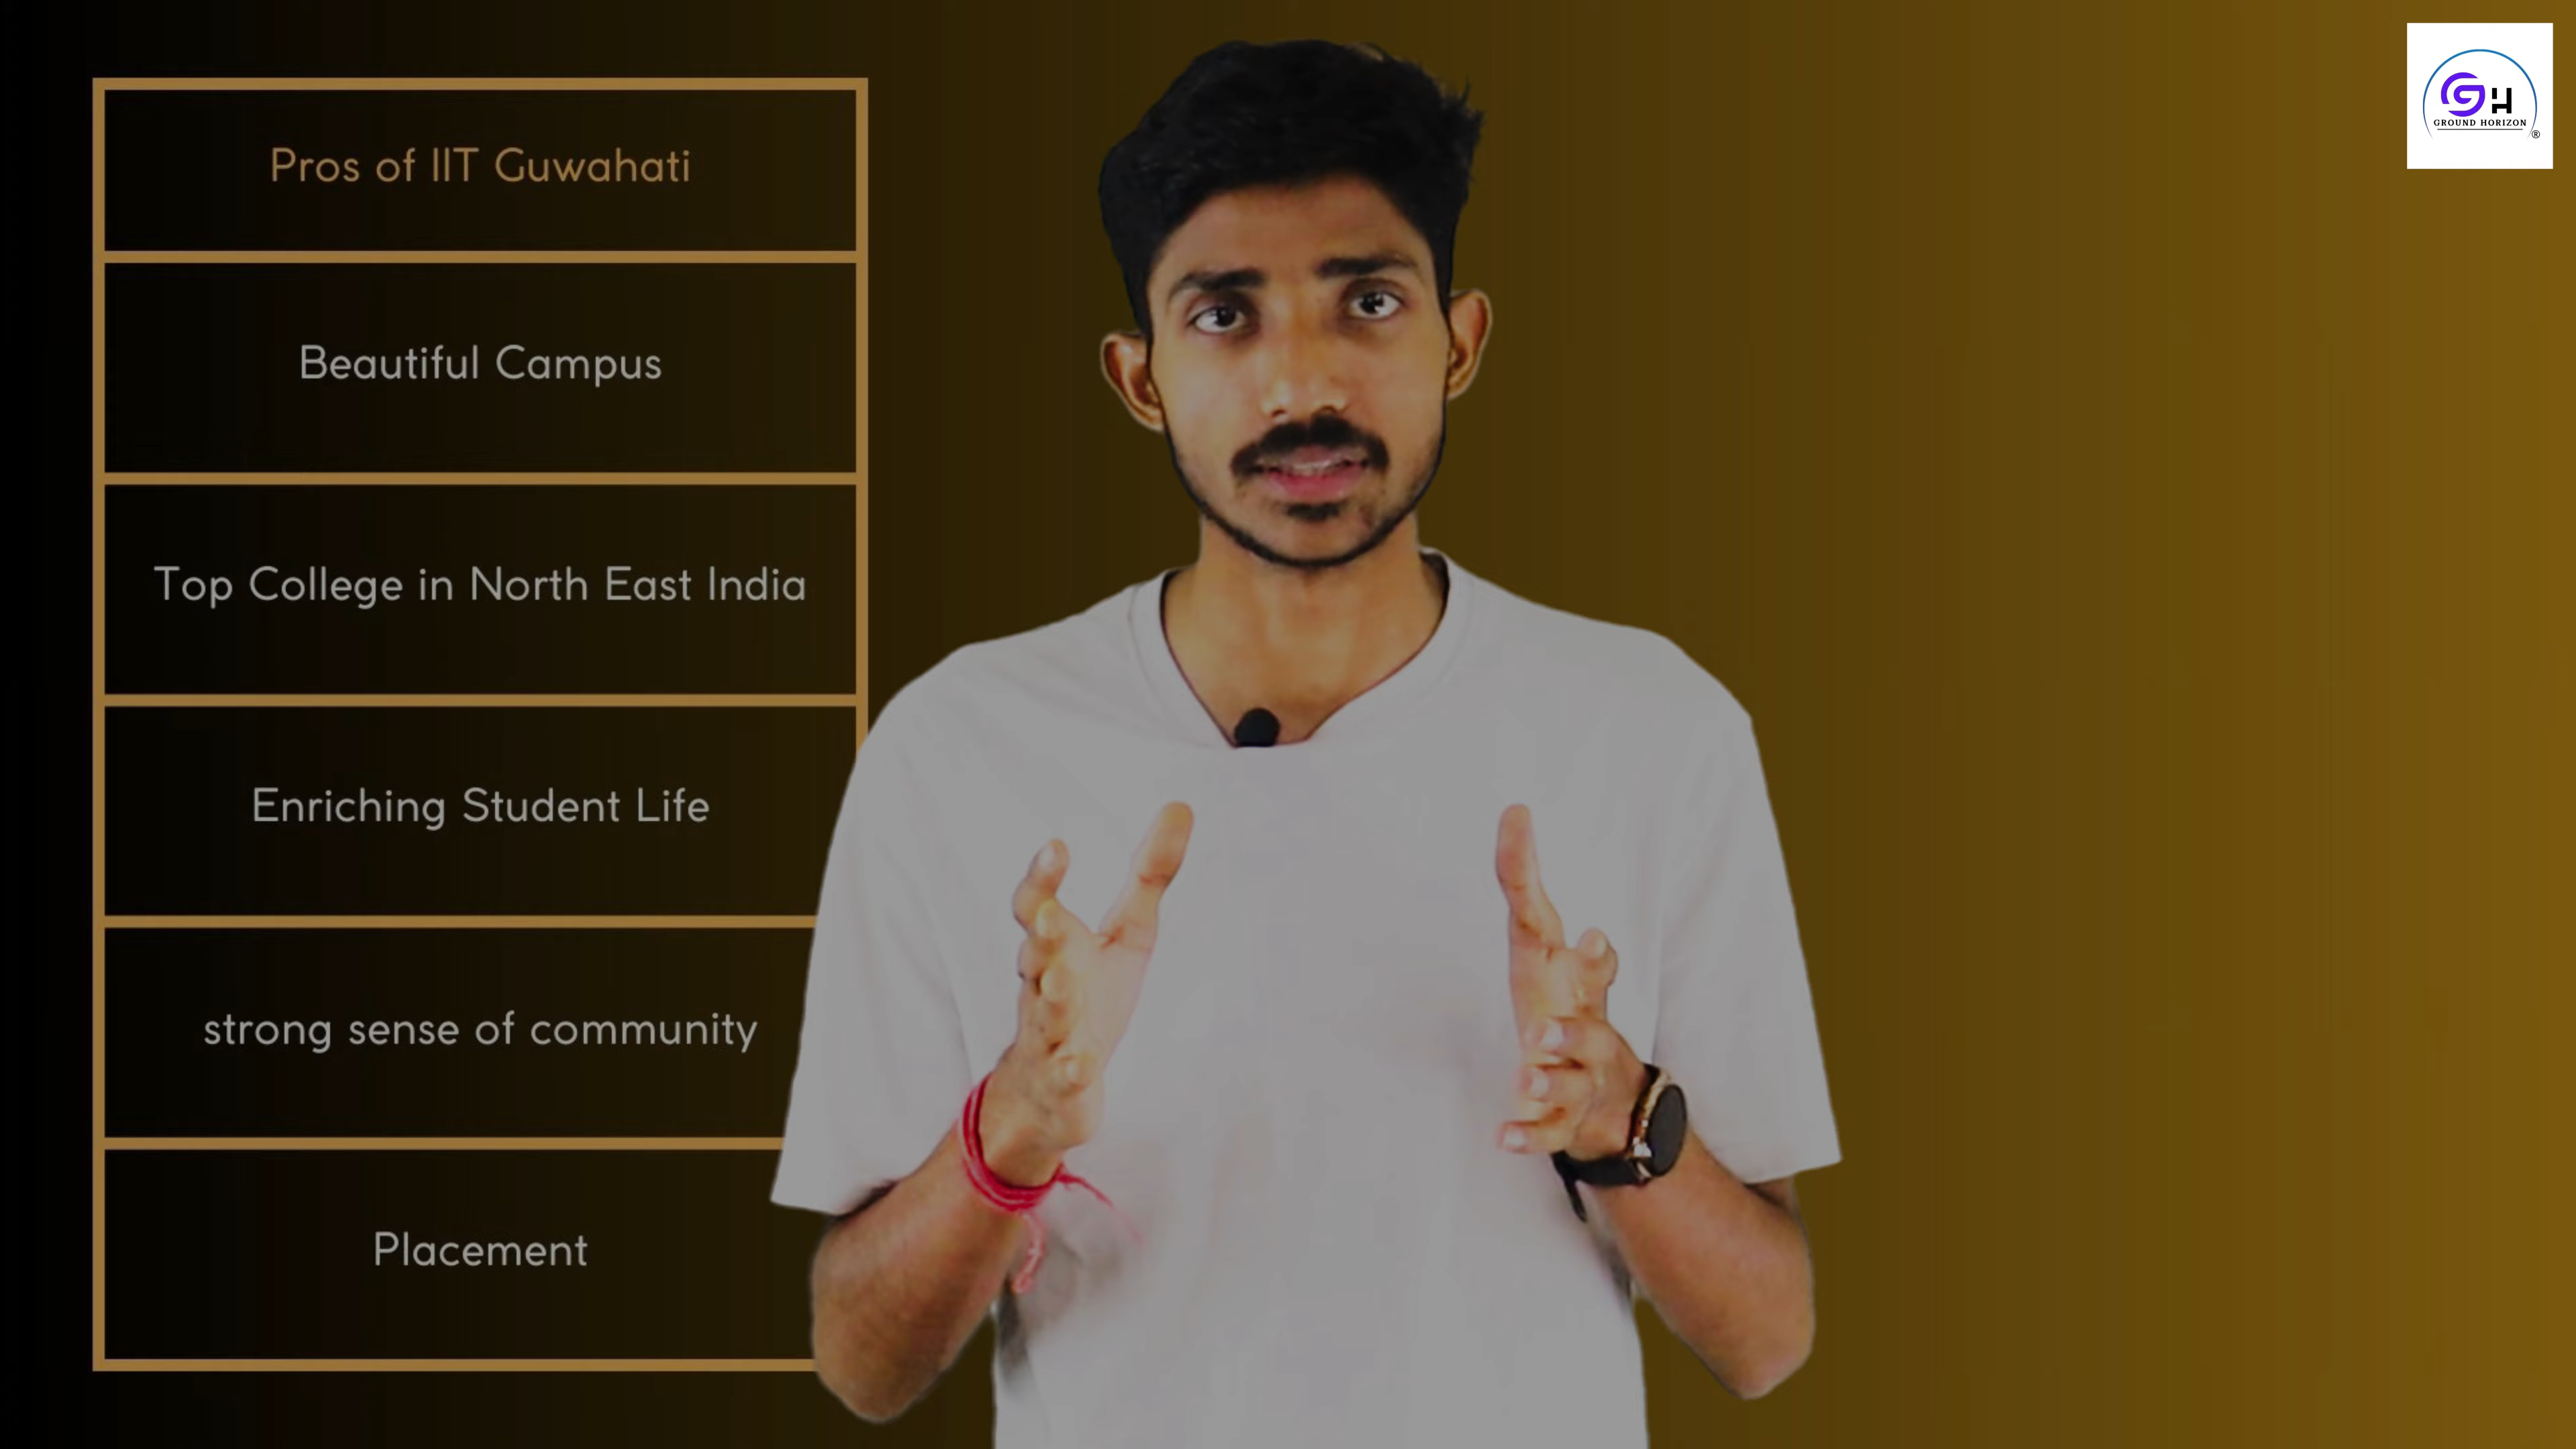 Pros of IIT Guwahati
Beautiful Campus
Top College in North East India
Enriching Student Life
strong sense of community
Placement
GH
GROUND HORIZON
®